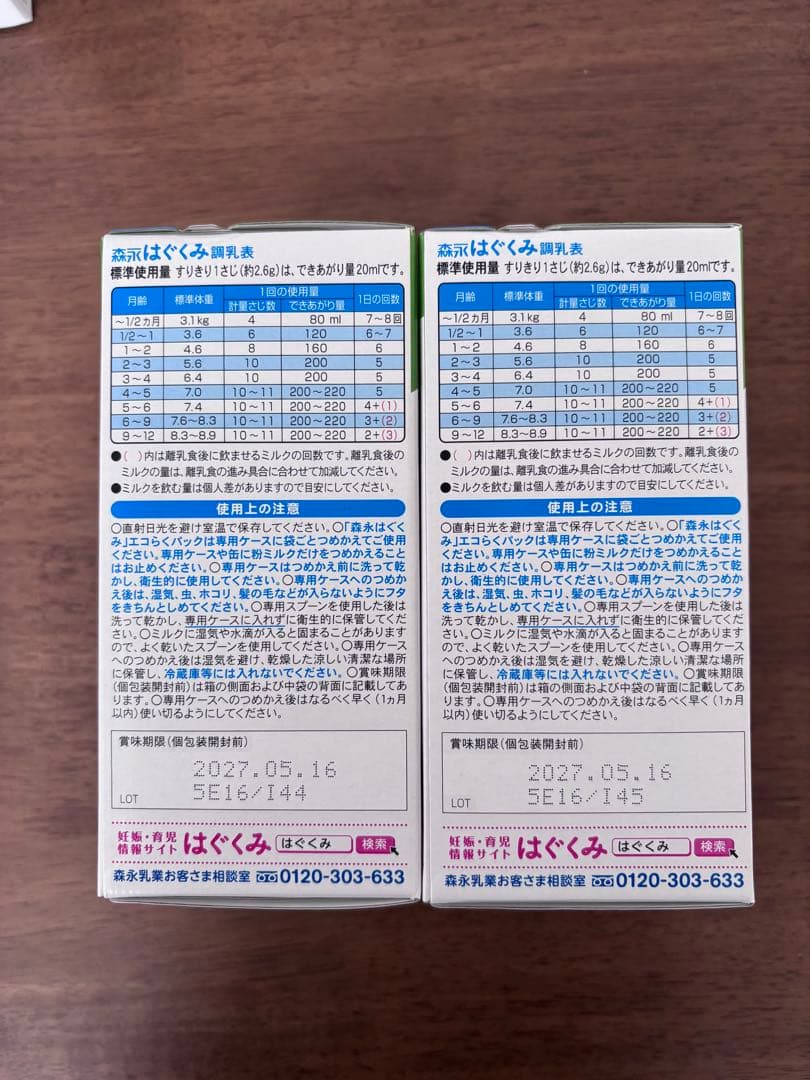 森永はぐくみ調乳表
標準使用量 すりきり1さじ(約2.6g)は、できあがり量20mlです。
月齢 標準体重 1回の使用量 1日の回数
計量さじ数 できあがり量
～1/2ヵ月 3.1kg 4 80 ml 7～8回
1/2～1 3.6 6 120 6～7
1～2 4.6 8 160 6
2～3 5.6 10 200 5
3～4 6.4 10 200 5
4～5 7.0 10～11 200～220 5
5～6 7.4 10～11 200～220 4+(1)
6～9 7.6～8.3 10～11 200～220 3+(2)
9～12 8.3～8.9 10～11 200～220 2+(3)
●( )内は離乳食後に飲ませるミルクの回数です。離乳食後の
ミルクの量は、離乳食の進み具合に合わせて加減してください。
●ミルクを飲む量は個人差がありますので目安にしてください。
使用上の注意
○直射日光を避け室温で保存してください。○「森永はぐく
み」エコらくパックは専用ケースに袋ごとつめかえてご使用
ください。専用ケースや缶に粉ミルクだけをつめかえること
はお止めください。○専用ケースはつめかえ前に洗って乾
かし、衛生的に使用してください。○専用ケースへのつめか
え後は、湿気、虫、ホコリ、髪の毛などが入らないようにフタ
をきちんとしめてください。○専用スプーンを使用した後は
洗って乾かし、専用ケースに入れずに衛生的に保管してくだ
さい。○ミルクに湿気や水滴が入ると固まることがあります
ので、よく乾いたスプーンを使用してください。○専用ケース
へのつめかえ後は湿気を避け、乾燥した涼しい清潔な場所
に保管し、冷蔵庫等には入れないでください。○賞味期限
(個包装開封前)は箱の側面および中袋の背面に記載してあ
ります。○専用ケースへのつめかえ後はなるべく早く(1ヵ月
以内)使い切るようにしてください。
賞味期限(個包装開封前)
2027.05.16
LOT 5E16/I44
妊娠・育児
情報サイト はぐくみ はぐくみ 検索
森永乳業お客さま相談室 0120-303-633
森永はぐくみ調乳表
標準使用量 すりきり1さじ(約2.6g)は、できあがり量20mlです。
月齢 標準体重 1回の使用量 1日の回数
計量さじ数 できあがり量
～1/2ヵ月 3.1kg 4 80 ml 7～8回
1/2～1 3.6 6 120 6～7
1～2 4.6 8 160 6
2～3 5.6 10 200 5
3～4 6.4 10 200 5
4～5 7.0 10～11 200～220 5
5～6 7.4 10～11 200～220 4+(1)
6～9 7.6～8.3 10～11 200～220 3+(2)
9～12 8.3～8.9 10～11 200～220 2+(3)
●( )内は離乳食後に飲ませるミルクの回数です。離乳食後の
ミルクの量は、離乳食の進み具合に合わせて加減してください。
●ミルクを飲む量は個人差がありますので目安にしてください。
使用上の注意
○直射日光を避け室温で保存してください。○「森永はぐく
み」エコらくパックは専用ケースに袋ごとつめかえてご使用
ください。専用ケースや缶に粉ミルクだけをつめかえること
はお止めください。○専用ケースはつめかえ前に洗って乾
かし、衛生的に使用してください。○専用ケースへのつめか
え後は、湿気、虫、ホコリ、髪の毛などが入らないようにフタ
をきちんとしめてください。○専用スプーンを使用した後は
洗って乾かし、専用ケースに入れずに衛生的に保管してくだ
さい。○ミルクに湿気や水滴が入ると固まることがあります
ので、よく乾いたスプーンを使用してください。○専用ケース
へのつめかえ後は湿気を避け、乾燥した涼しい清潔な場所
に保管し、冷蔵庫等には入れないでください。○賞味期限
(個包装開封前)は箱の側面および中袋の背面に記載してあ
ります。○専用ケースへのつめかえ後はなるべく早く(1ヵ月
以内)使い切るようにしてください。
賞味期限(個包装開封前)
2027.05.16
LOT 5E16/I45
妊娠・育児
情報サイト はぐくみ はぐくみ 検索
森永乳業お客さま相談室 0120-303-633